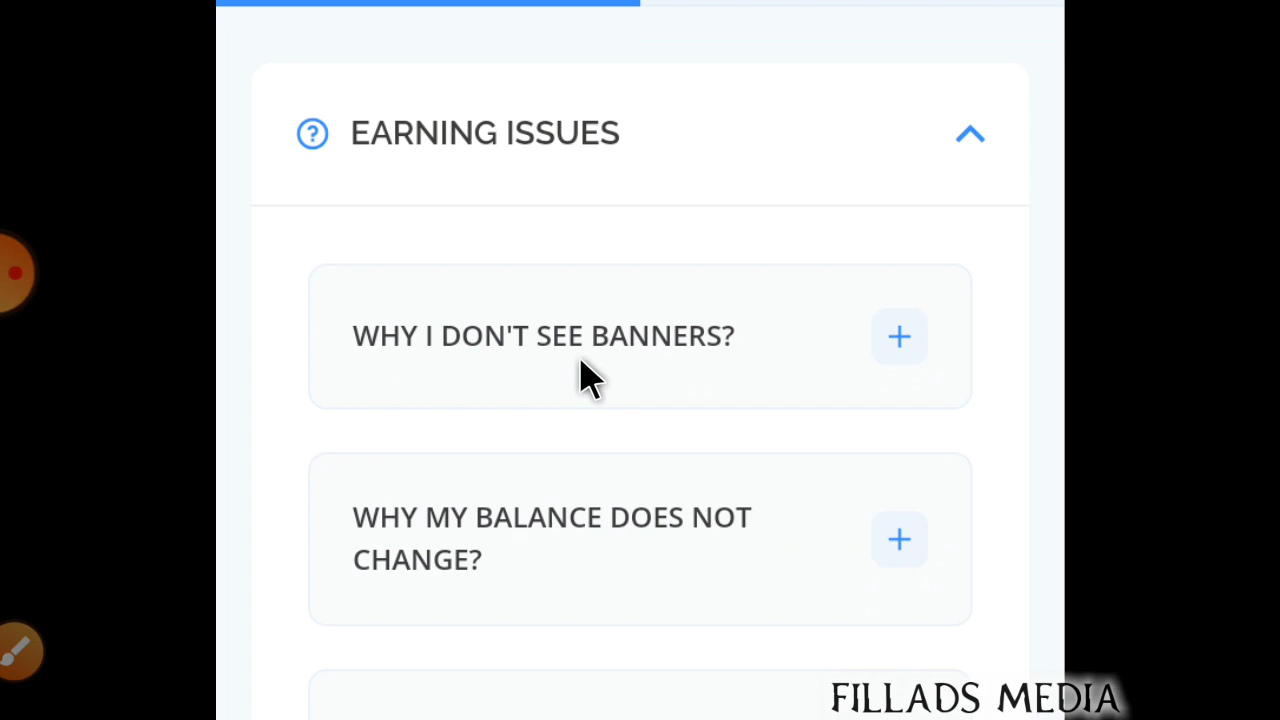 EARNING ISSUES
WHY I DON'T SEE BANNERS?
WHY MY BALANCE DOES NOT
CHANGE?
FILLADS MEDIA